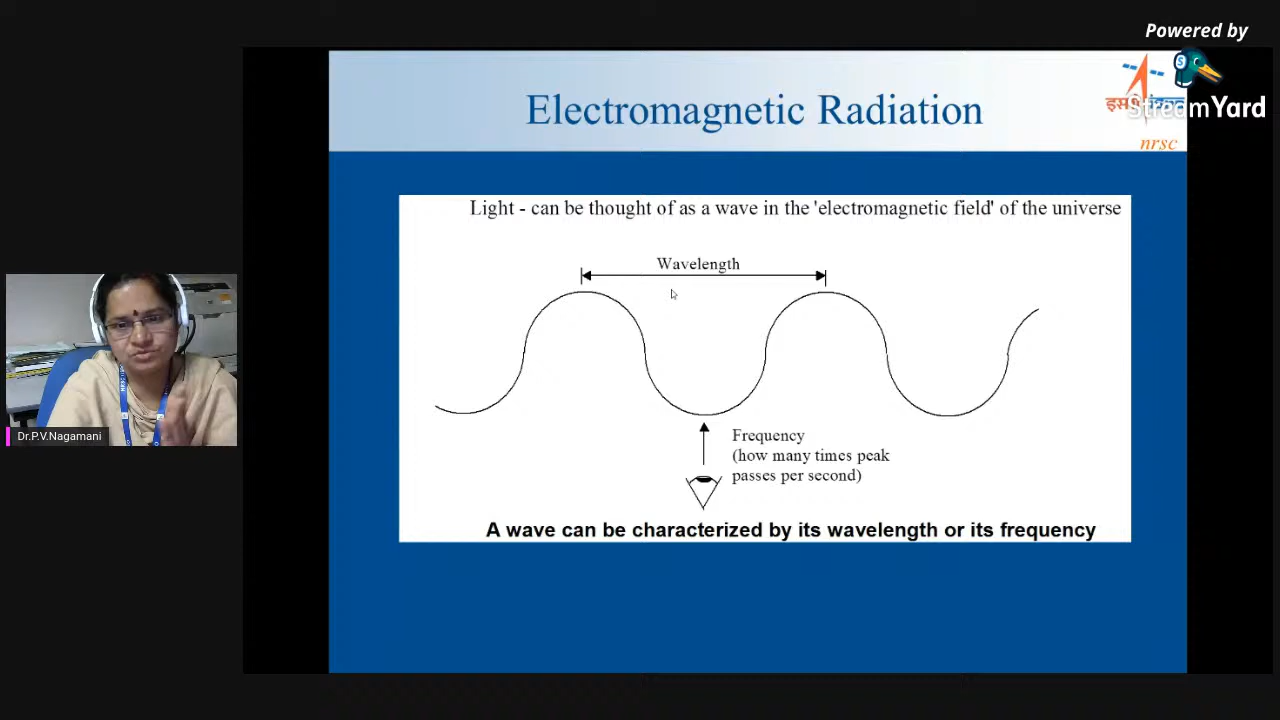 Powered by
StreamYard
Electromagnetic Radiation
nrsc
Light - can be thought of as a wave in the 'electromagnetic field' of the universe
Wavelength
Frequency
(how many times peak
passes per second)
A wave can be characterized by its wavelength or its frequency
Dr.P.V.Nagamani